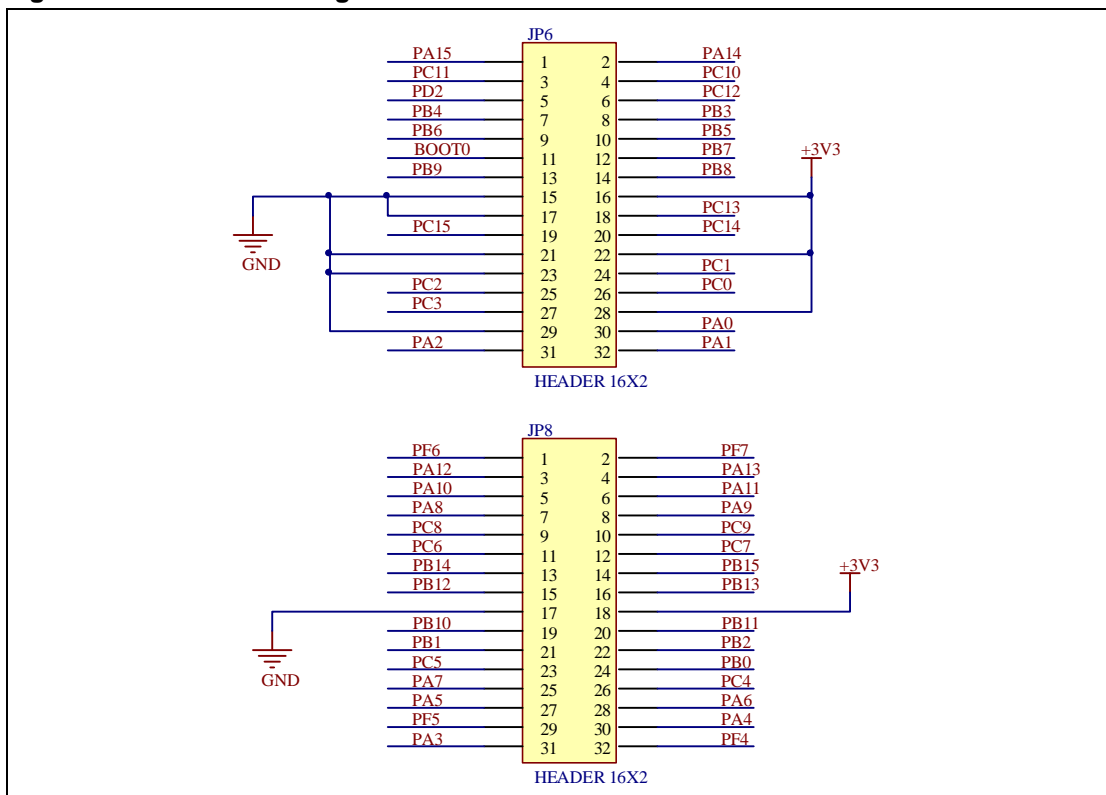 JP6
PA15 1 2 PA14
PC11 3 4 PC10
PD2 5 6 PC12
PB4 7 8 PB3
PB6 9 10 PB5
BOOT0 11 12 PB7 +3V3
PB9 13 14 PB8
15 16
17 18 PC13
PC15 19 20 PC14
21 22
GND
23 24 PC1
PC2 25 26 PC0
PC3 27 28
29 30 PA0
PA2 31 32 PA1
HEADER 16X2
JP8
PF6 1 2 PF7
PA12 3 4 PA13
PA10 5 6 PA11
PA8 7 8 PA9
PC8 9 10 PC9
PC6 11 12 PC7
PB14 13 14 PB15 +3V3
PB12 15 16 PB13
17 18
PB10 19 20 PB11
PB1 21 22 PB2
PC5 23 24 PB0
GND
PA7 25 26 PC4
PA5 27 28 PA6
PF5 29 30 PA4
PA3 31 32 PF4
HEADER 16X2